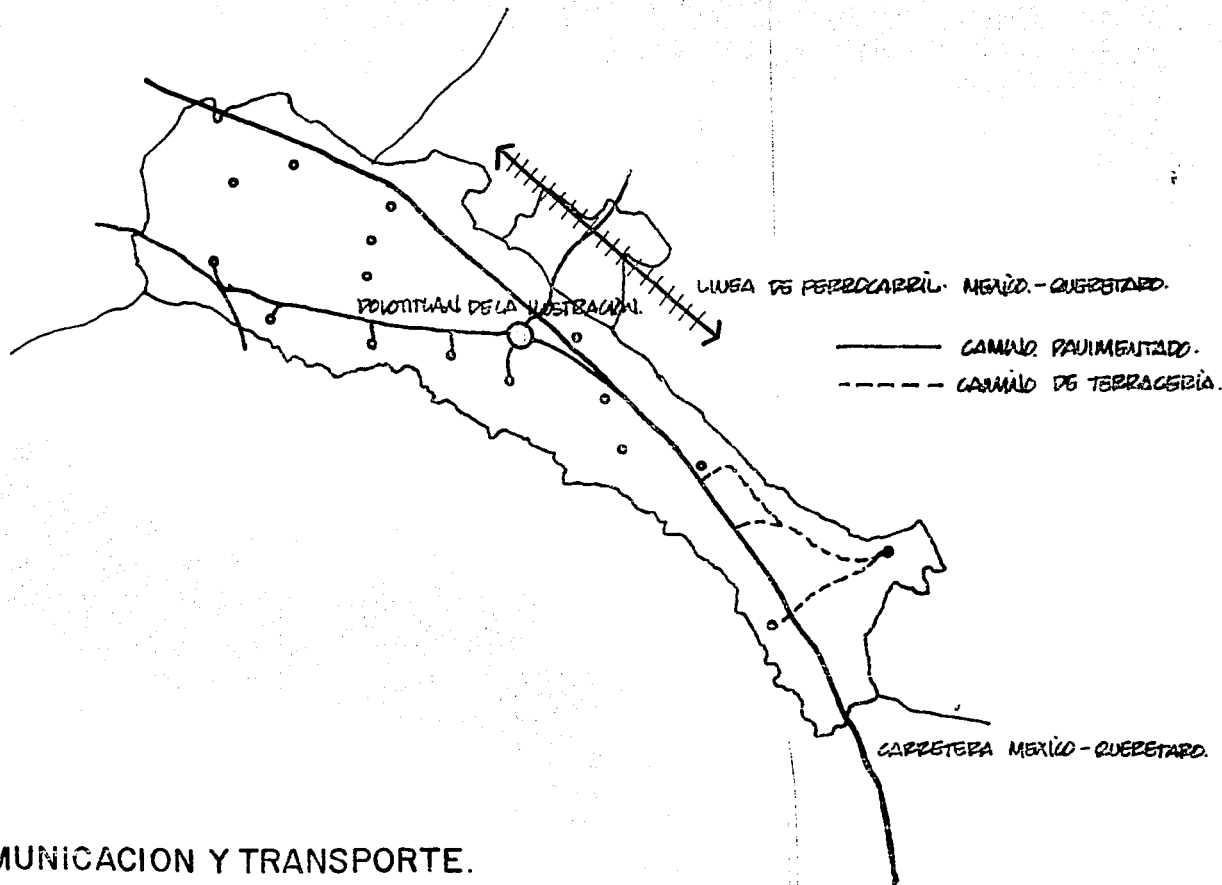 LINEA DE FERROCARRIL. MEXICO.-QUERETARO.
POLOTITLAN DE LA ILUSTRACION.
CAMINO PAVIMENTADO.
CAMINO DE TERRACERIA.
CARRETERA MEXICO-QUERETARO.
MUNICACION Y TRANSPORTE.